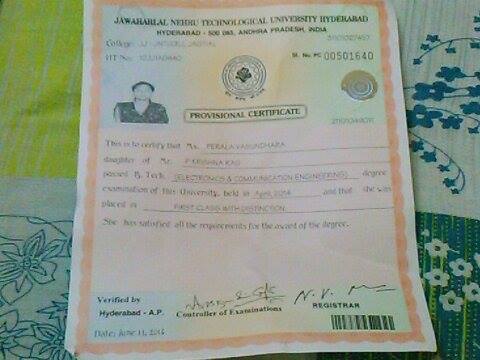 JAWAHARLAL NEHRU TECHNOLOGICAL UNIVERSITY HYDERABAD
HYDERABAD - 500 085, ANDHRA PRADESH, INDIA
College:
HT No:
Sl. No. PC 00501640
PROVISIONAL CERTIFICATE
This is to certify that Ms. PERALA VASUNDHARA
daughter of Mr. P KRISHNA RAO
passed B.Tech. (ELECTRONICS & COMMUNICATION ENGINEERING) degree
examination of this University, held in April, 2014 and that she was
placed in FIRST CLASS WITH DISTINCTION.
She has satisfied all the requirements for the award of the degree.
Verified by
Hyderabad - A.P.
Controller of Examinations
REGISTRAR
Date: June 11,